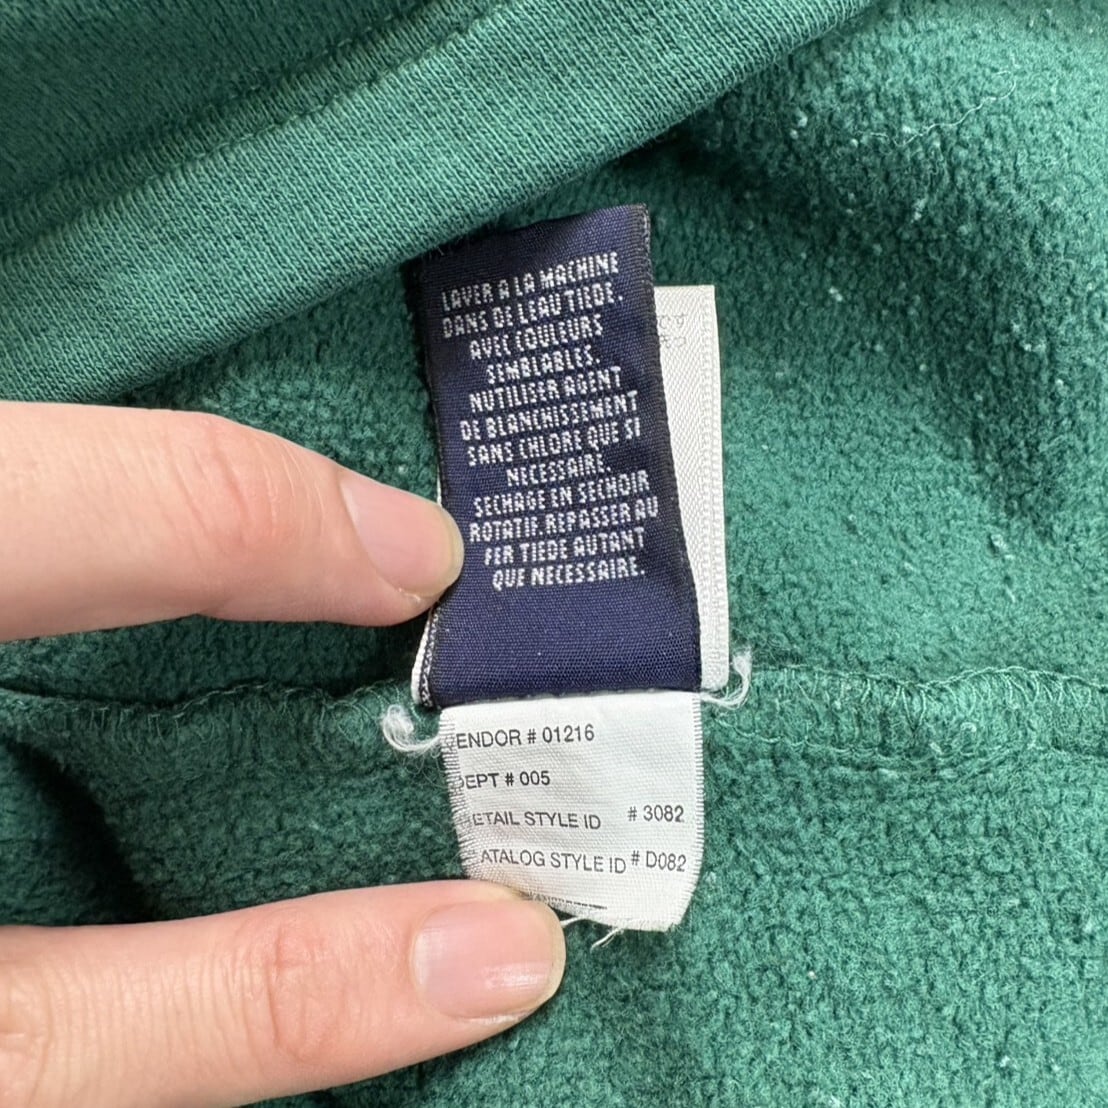 LAVER A LA MACHINE
DANS DE LEAU TIEDE.
AVEC COULEURS
SEMBLABLES.
NUTILISER AGENT
DE BLANCHISSEMENT
SANS CHLORE QUE SI
NECESSAIRE.
SECHAGE EN SECHOIR
ROTATIF. REPASSER AU
FER TIEDE AUTANT
QUE NECESSAIRE.
ENDOR # 01216
DEPT # 005
ETAIL STYLE ID # 3082
ATALOG STYLE ID # D082